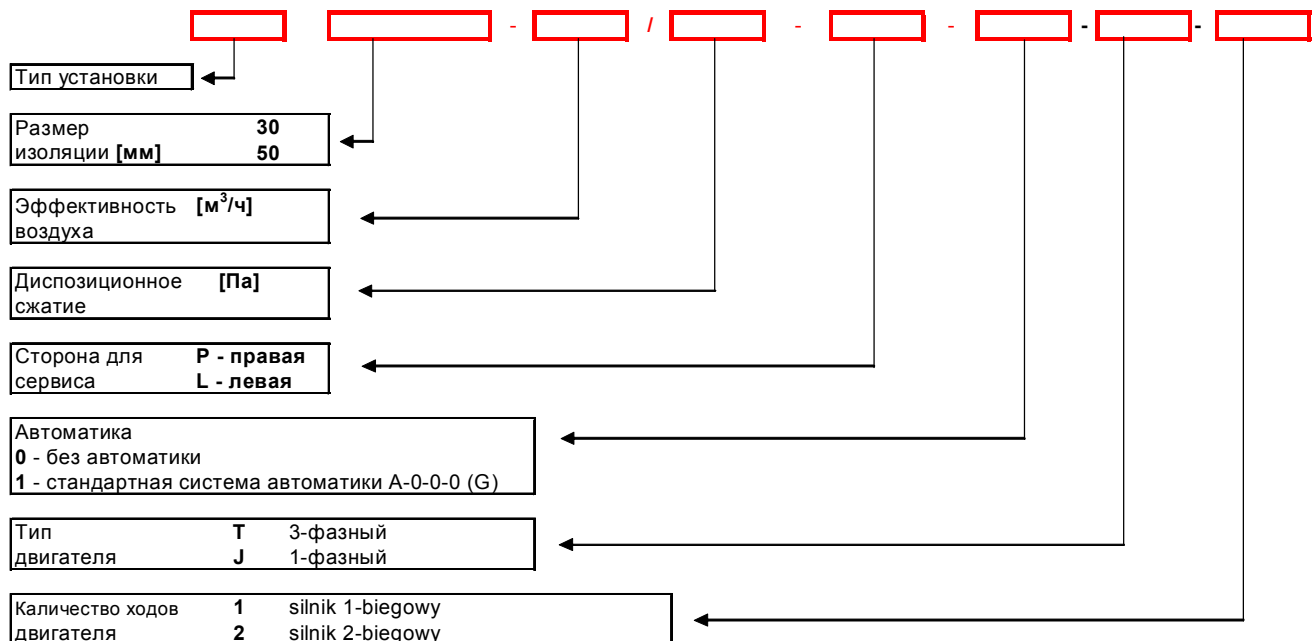 - / - - - -
Тип установки
Размер 30
изоляции [мм] 50
Эффективность [м³/ч]
воздуха
Диспозиционное [Па]
сжатие
Сторона для P - правая
сервиса L - левая
Автоматика
0 - без автоматики
1 - стандартная система автоматики A-0-0-0 (G)
Тип T 3-фазный
двигателя J 1-фазный
Каличество ходов 1 silnik 1-biegowy
двигателя 2 silnik 2-biegowy